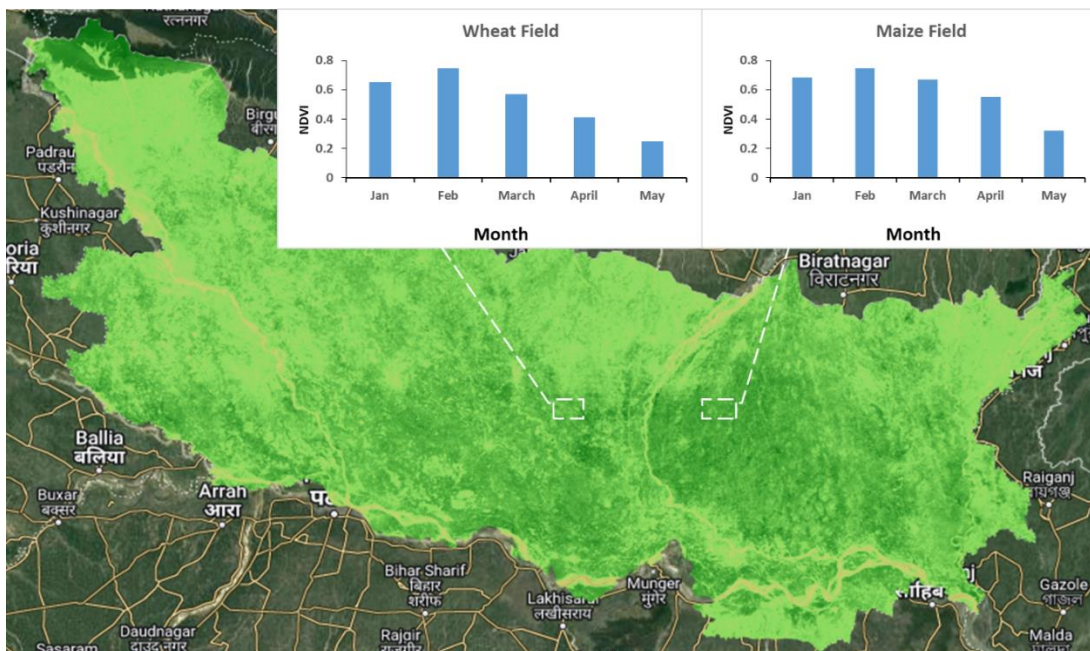 रत्ननगर
Wheat Field
0.8
0.6
0.4
0.2
0
NDVI
Jan Feb March April May
Month
Maize Field
0.8
0.6
0.4
0.2
0
NDVI
Jan Feb March April May
Month
Padrau
पडरौन
Kushinagar
कुशीनगर
oria
रिया
Biratnagar
विराटनगर
Ballia
बलिया
Buxar
बक्सर
Arrah
आरा
Bihar Sharif
बिहार
शरीफ़
Lakhisarai
लखीसराय
Munger
मुंगेर
Raiganj
रायगञ्ज
साहिब
Gazole
गाजल
Malda
Daudnagar
दाउदनगर
Rajgir
Sasaram